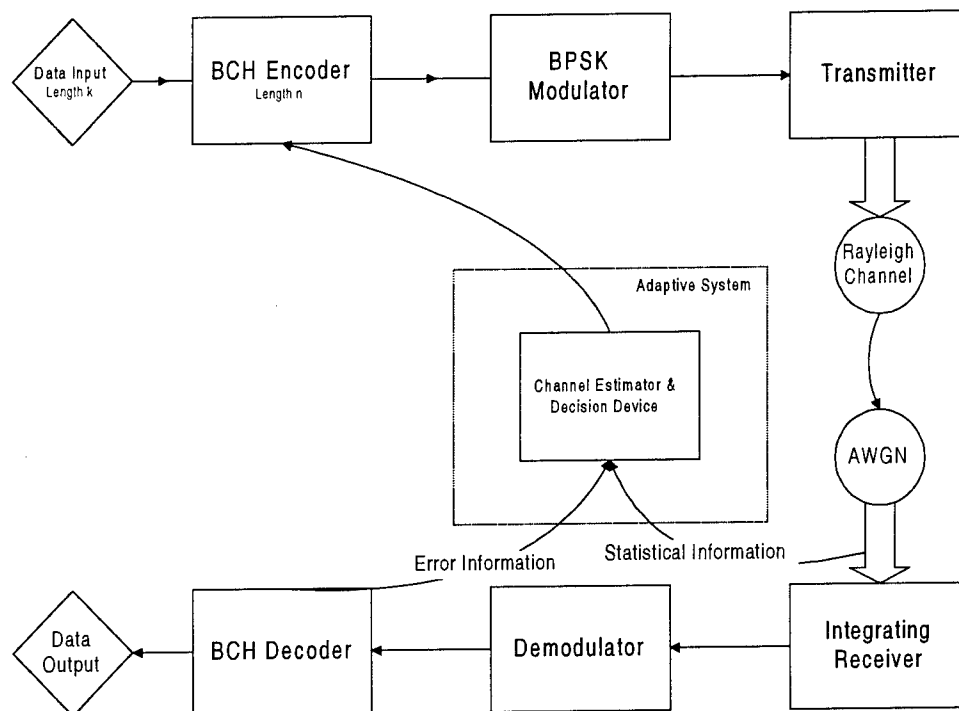 Data Input
Length k
BCH Encoder
Length n
BPSK
Modulator
Transmitter
Rayleigh
Channel
Adaptive System
Channel Estimator &
Decision Device
AWGN
Error Information
Statistical Information
Data
Output
BCH Decoder
Demodulator
Integrating
Receiver